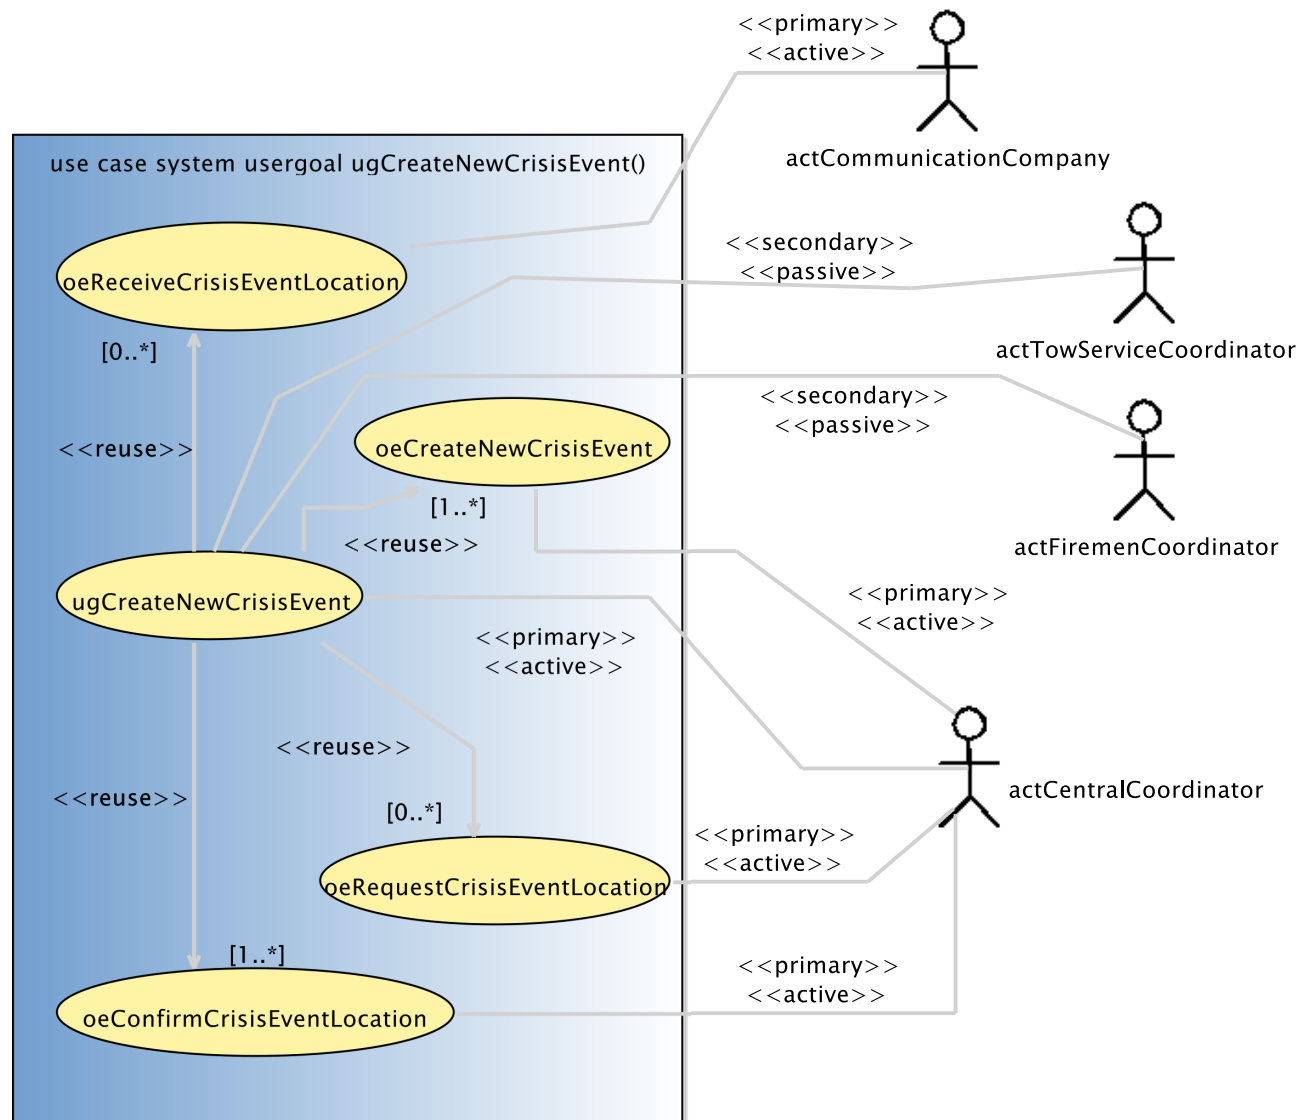 <<primary>>
<<active>>
actCommunicationCompany
use case system usergoal ugCreateNewCrisisEvent()
<<secondary>>
<<passive>>
oeReceiveCrisisEventLocation
[0..*]
actTowServiceCoordinator
<<secondary>>
<<passive>>
<<reuse>>
oeCreateNewCrisisEvent
[1..*]
<<reuse>>
actFiremenCoordinator
ugCreateNewCrisisEvent
<<primary>>
<<active>>
<<primary>>
<<active>>
<<reuse>>
<<reuse>>
actCentralCoordinator
[0..*]
<<primary>>
<<active>>
oeRequestCrisisEventLocation
[1..*]
<<primary>>
<<active>>
oeConfirmCrisisEventLocation